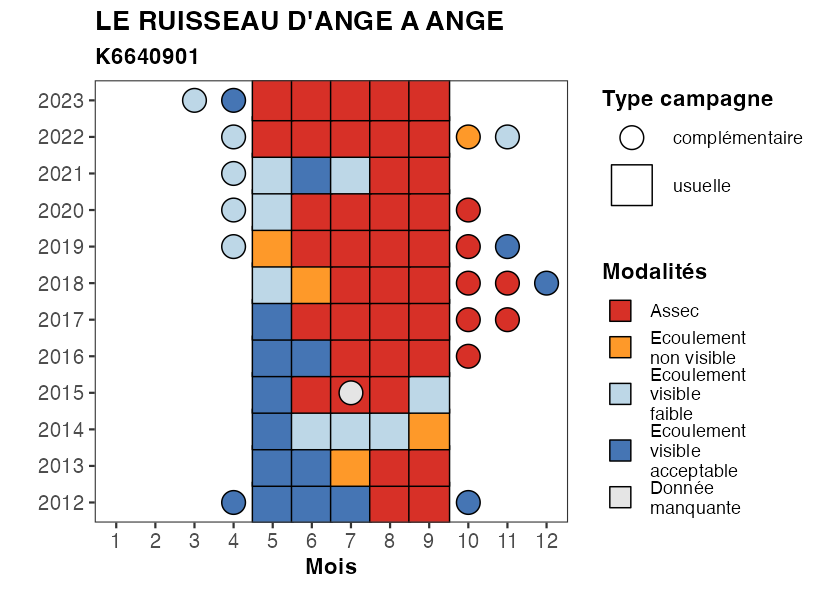 LE RUISSEAU D'ANGE A ANGE
K6640901
2023
2022
2021
2020
2019
2018
2017
2016
2015
2014
2013
2012
1 2 3 4 5 6 7 8 9 10 11 12
Mois
Type campagne
complémentaire
usuelle
Modalités
Assec
Ecoulement
non visible
Ecoulement
visible
faible
Ecoulement
visible
acceptable
Donnée
manquante